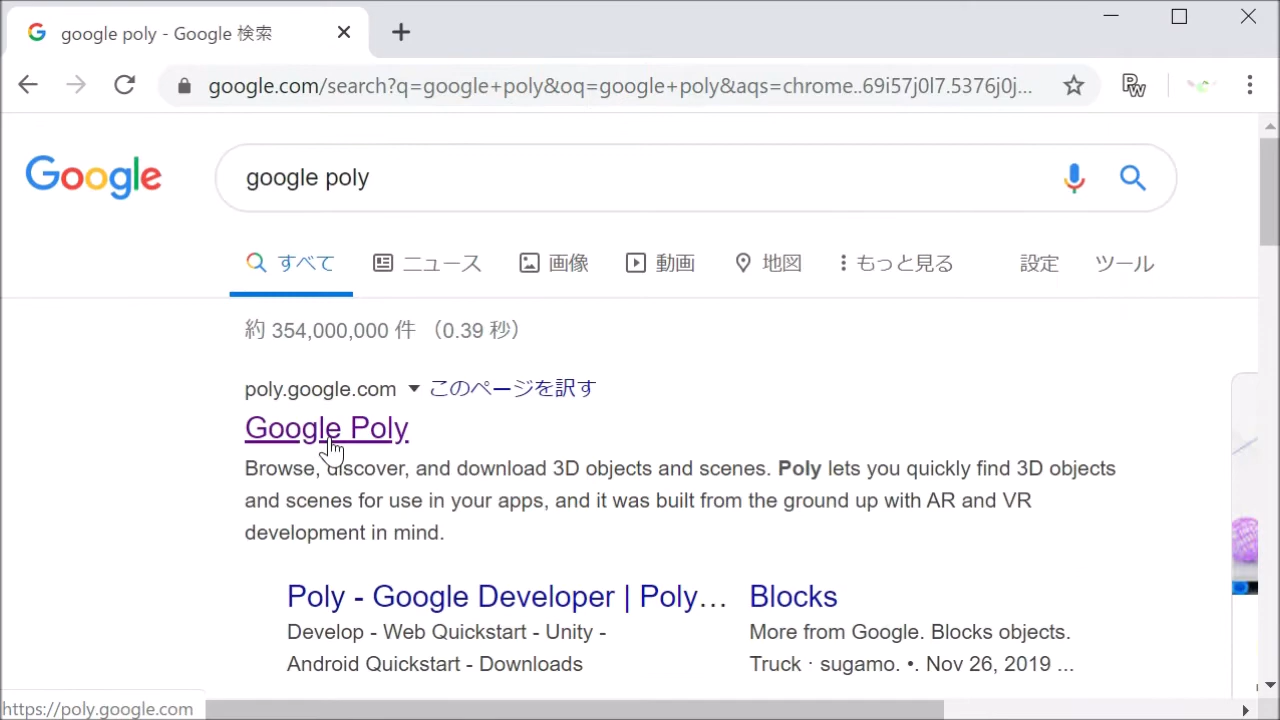 google poly - Google 検索
google.com/search?q=google+poly&oq=google+poly&aqs=chrome..69i57j0l7.5376j0j...
Google
google poly
すべて ニュース 画像 動画 地図 もっと見る 設定 ツール
約 354,000,000 件 （0.39 秒）
poly.google.com このページを訳す
Google Poly
Browse, discover, and download 3D objects and scenes. Poly lets you quickly find 3D objects
and scenes for use in your apps, and it was built from the ground up with AR and VR
development in mind.
Poly - Google Developer | Poly…
Develop - Web Quickstart - Unity -
Android Quickstart - Downloads
Blocks
More from Google. Blocks objects.
Truck · sugamo. •. Nov 26, 2019 ...
https://poly.google.com